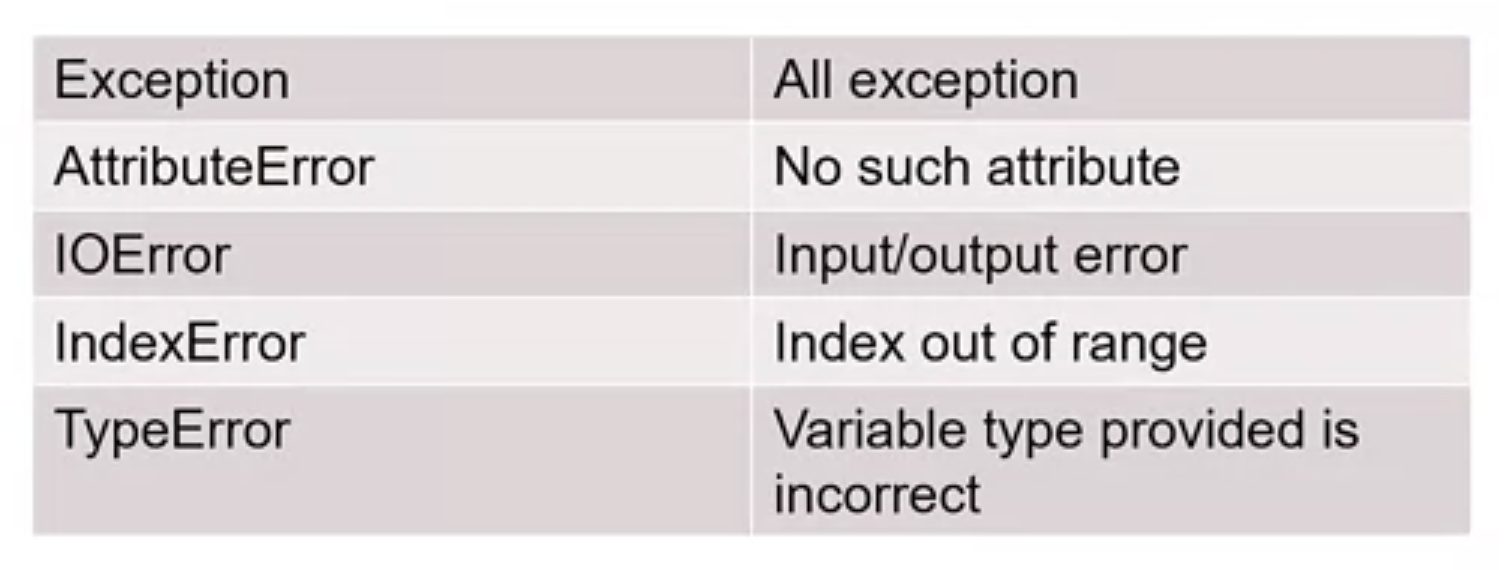 Exception All exception
AttributeError No such attribute
IOError Input/output error
IndexError Index out of range
TypeError Variable type provided is
incorrect